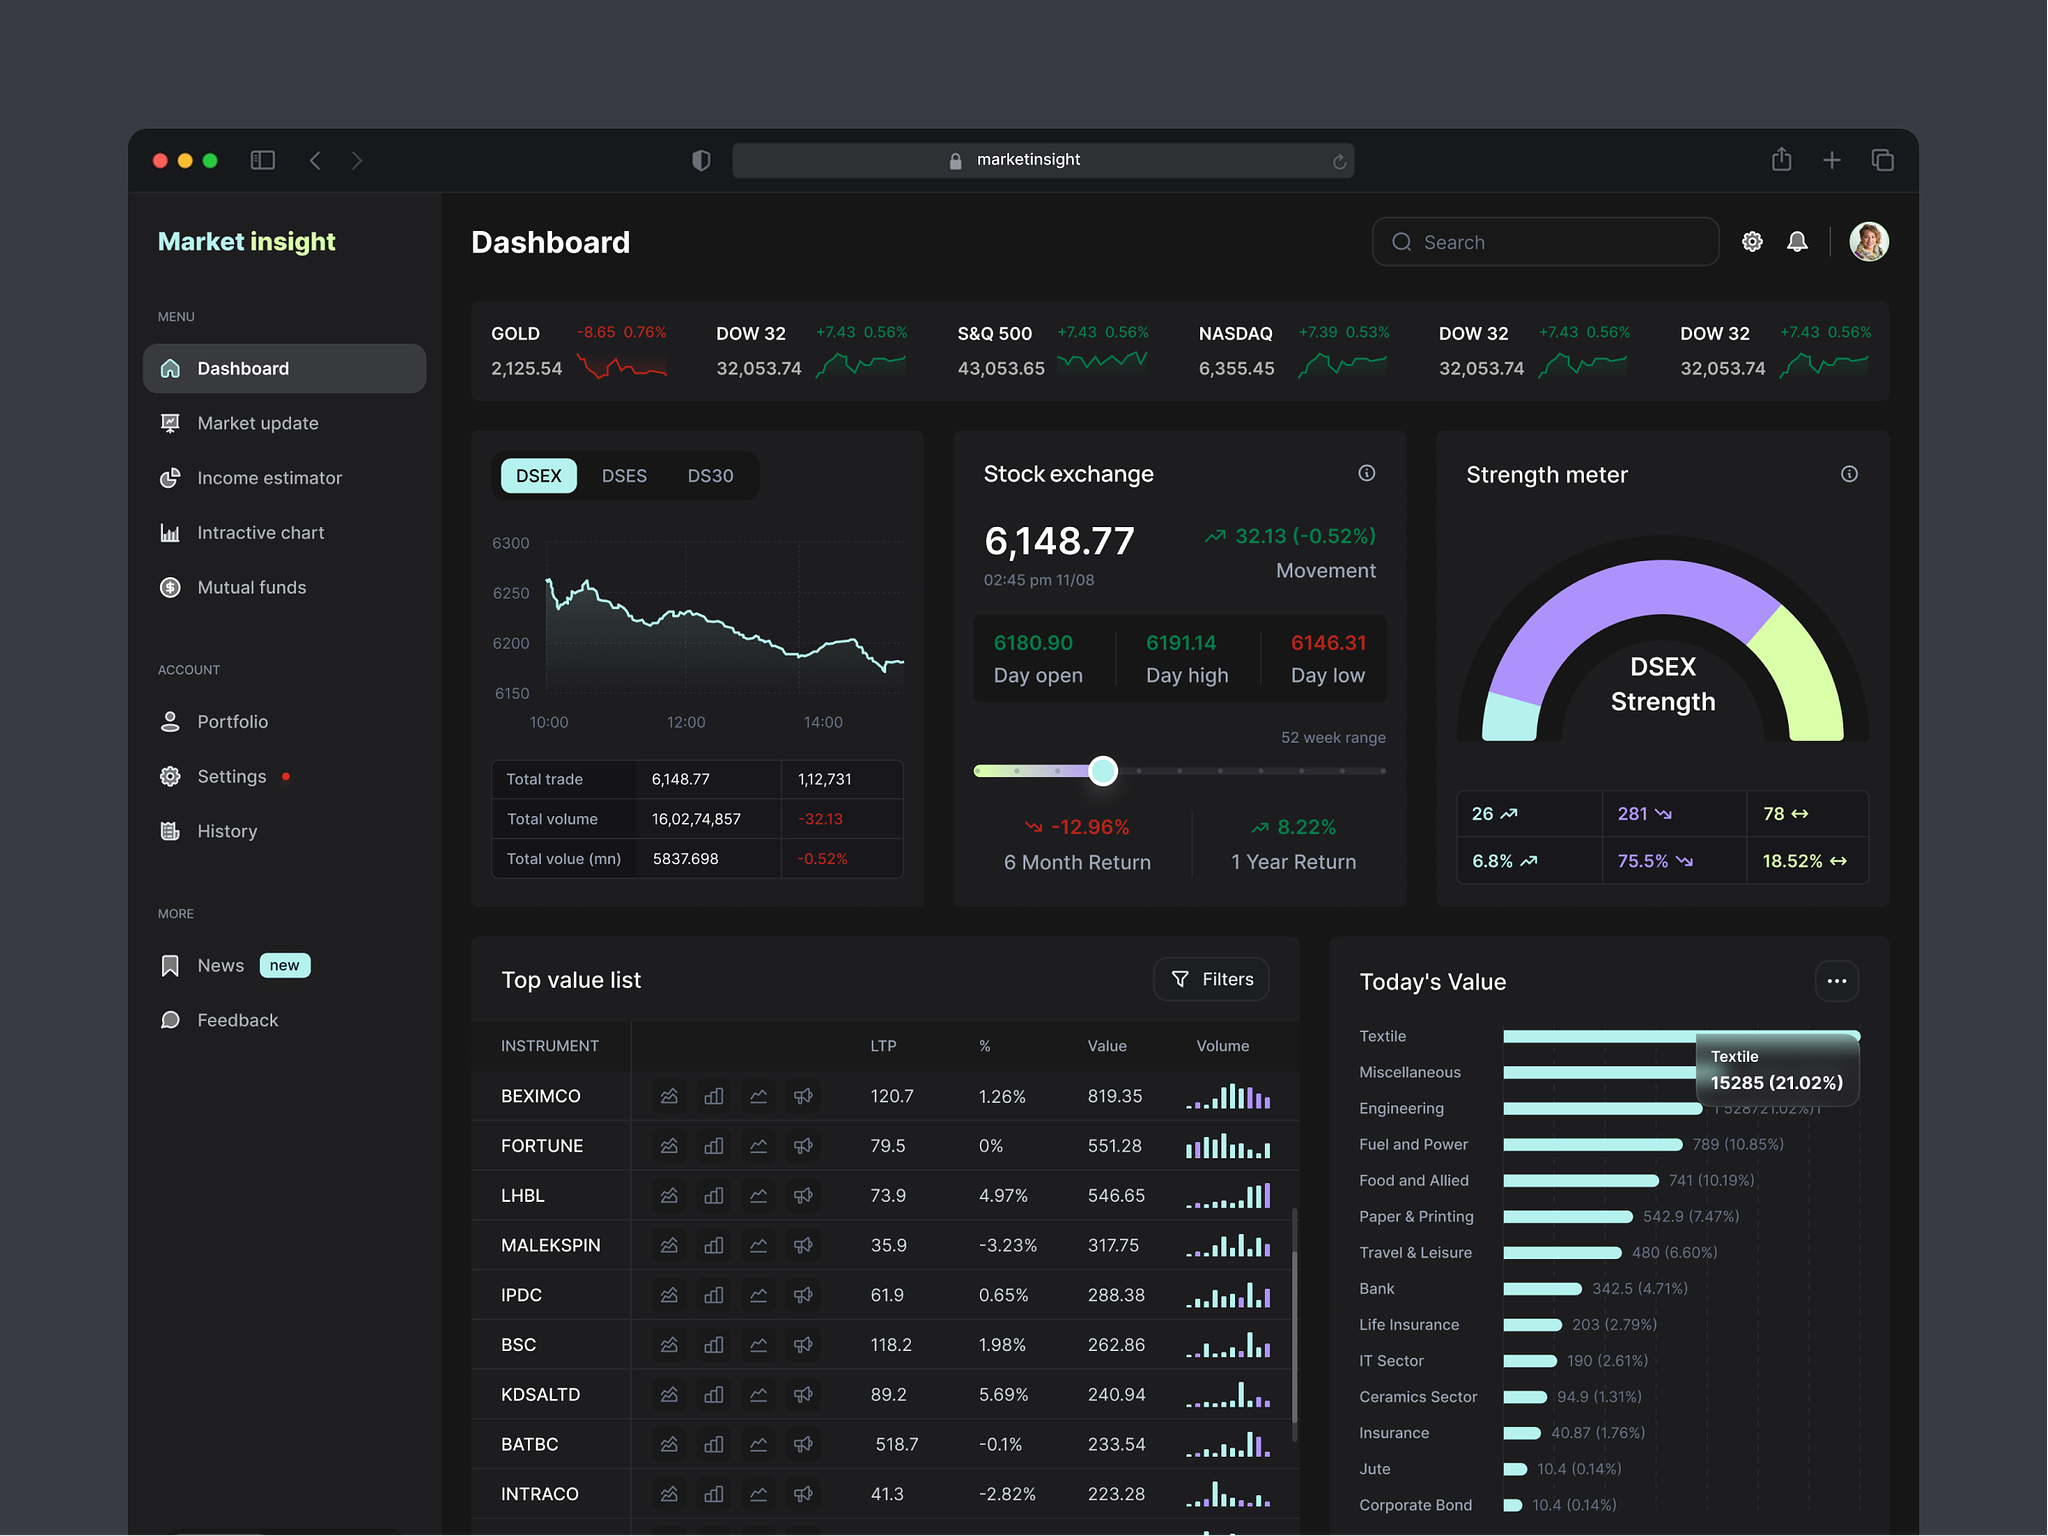 marketinsight
Market insight
MENU
Dashboard
Market update
Income estimator
Intractive chart
Mutual funds
ACCOUNT
Portfolio
Settings
History
MORE
News new
Feedback
Dashboard
Search
GOLD -8.65 0.76%
2,125.54
DOW 32 +7.43 0.56%
32,053.74
S&Q 500 +7.43 0.56%
43,053.65
NASDAQ +7.39 0.53%
6,355.45
DOW 32 +7.43 0.56%
32,053.74
DOW 32 +7.43 0.56%
32,053.74
DSEX DSES DS30
6300
6250
6200
6150
10:00 12:00 14:00
Total trade 6,148.77 1,12,731
Total volume 16,02,74,857 -32.13
Total volue (mn) 5837.698 -0.52%
Stock exchange
6,148.77 32.13 (-0.52%)
02:45 pm 11/08 Movement
6180.90 6191.14 6146.31
Day open Day high Day low
52 week range
-12.96% 8.22%
6 Month Return 1 Year Return
Strength meter
DSEX
Strength
26 281 78
6.8% 75.5% 18.52%
Top value list Filters
INSTRUMENT LTP % Value Volume
BEXIMCO 120.7 1.26% 819.35
FORTUNE 79.5 0% 551.28
LHBL 73.9 4.97% 546.65
MALEKSPIN 35.9 -3.23% 317.75
IPDC 61.9 0.65% 288.38
BSC 118.2 1.98% 262.86
KDSALTD 89.2 5.69% 240.94
BATBC 518.7 -0.1% 233.54
INTRACO 41.3 -2.82% 223.28
Today's Value
Textile
Textile
15285 (21.02%)
Miscellaneous
Engineering
Fuel and Power 789 (10.85%)
Food and Allied 741 (10.19%)
Paper & Printing 542.9 (7.47%)
Travel & Leisure 480 (6.60%)
Bank 342.5 (4.71%)
Life Insurance 203 (2.79%)
IT Sector 190 (2.61%)
Ceramics Sector 94.9 (1.31%)
Insurance 40.87 (1.76%)
Jute 10.4 (0.14%)
Corporate Bond 10.4 (0.14%)